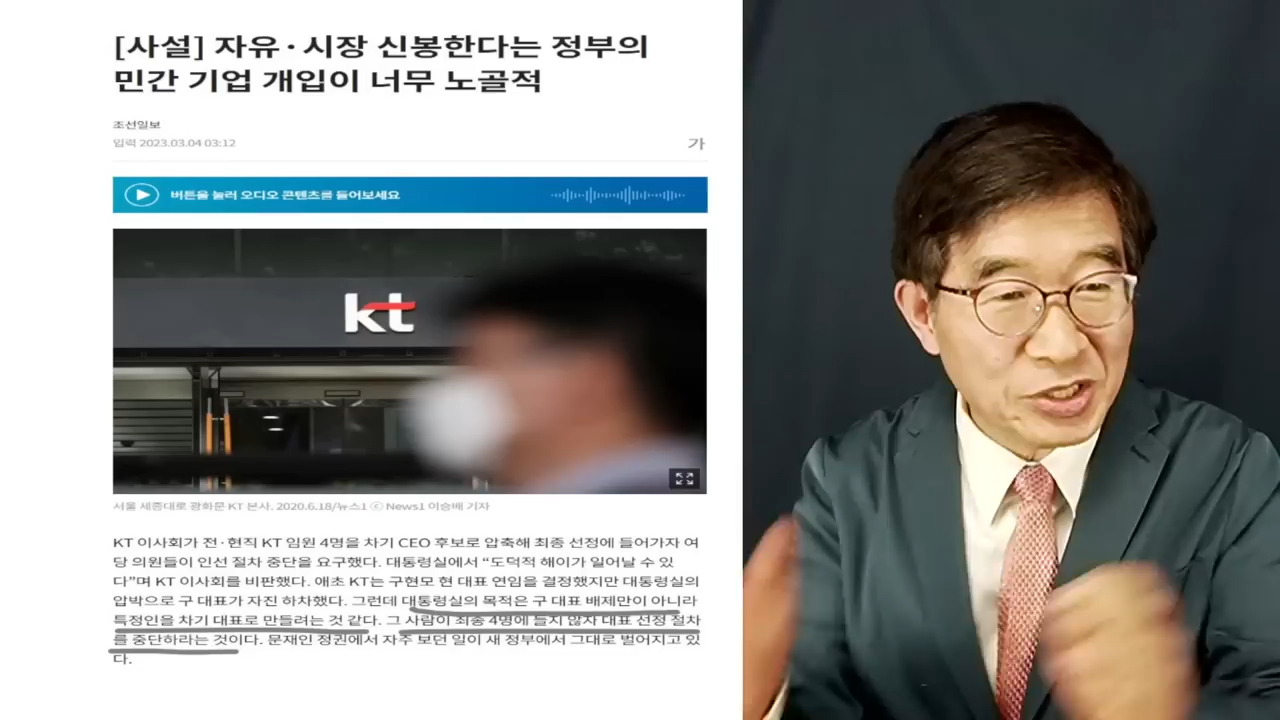 [사설] 자유·시장 신봉한다는 정부의
민간 기업 개입이 너무 노골적
조선일보
입력 2023.03.04 03:12
가
버튼을 눌러 오디오 콘텐츠를 들어보세요
kt
서울 세종대로 광화문 KT 본사. 2020.6.18/뉴스1 ⓒ News1 이승배 기자
KT 이사회가 전·현직 KT 임원 4명을 차기 CEO 후보로 압축해 최종 선정에 들어가자 여
당 의원들이 인선 절차 중단을 요구했다. 대통령실에서 “도덕적 해이가 일어날 수 있
다”며 KT 이사회를 비판했다. 애초 KT는 구현모 현 대표 연임을 결정했지만 대통령실의
압박으로 구 대표가 자진 하차했다. 그런데 대통령실의 목적은 구 대표 배제만이 아니라
특정인을 차기 대표로 만들려는 것 같다. 그 사람이 최종 4명에 들지 않자 대표 선정 절차
를 중단하라는 것이다. 문재인 정권에서 자주 보던 일이 새 정부에서 그대로 벌어지고 있
다.